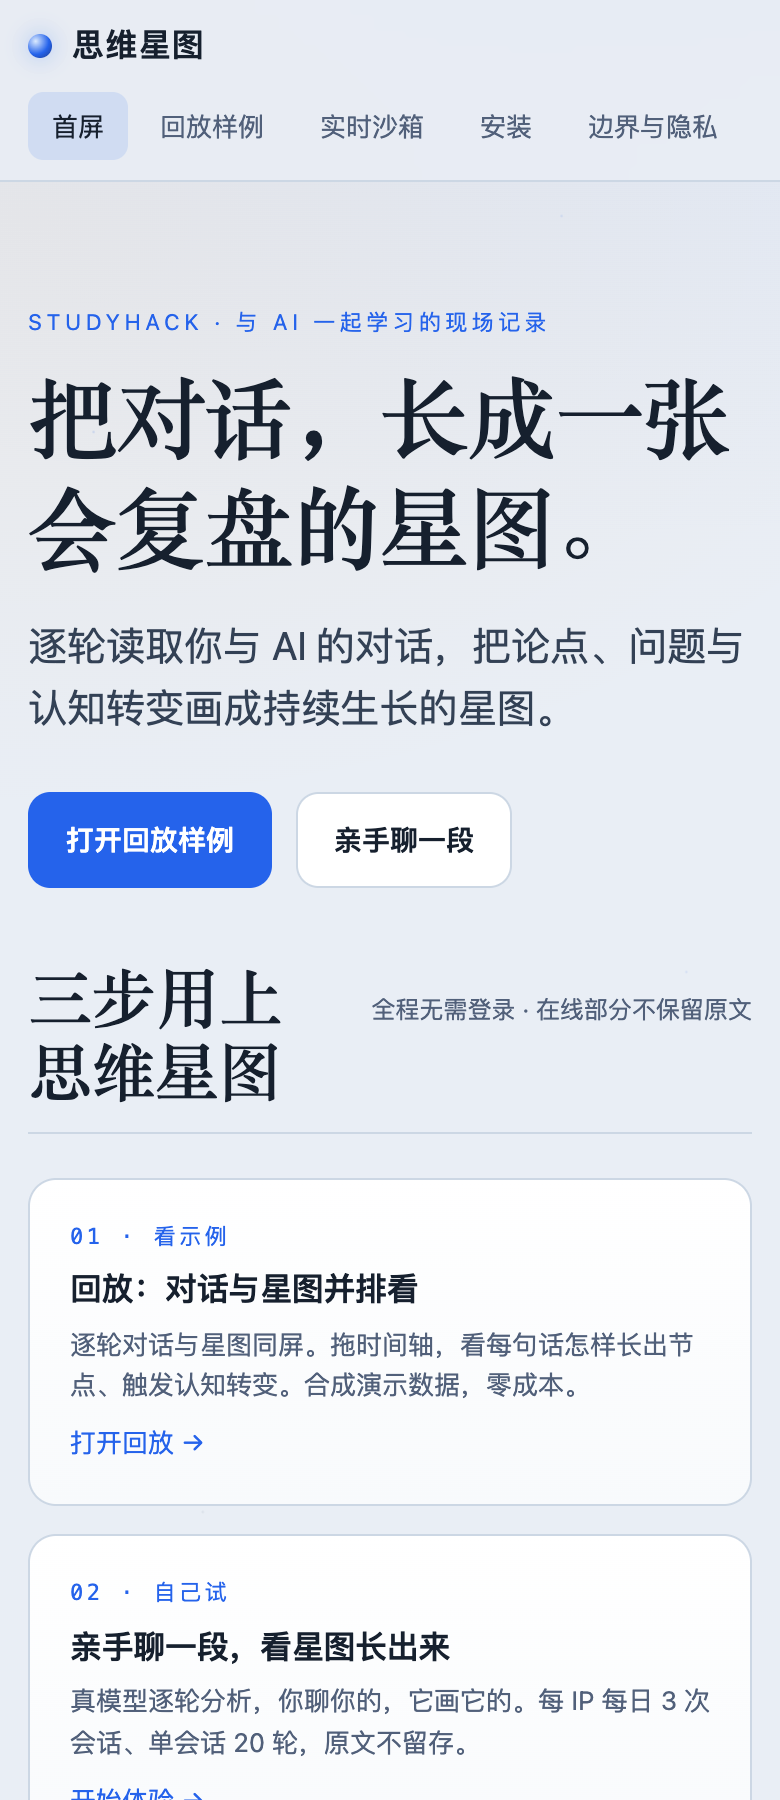 思维星图
首屏 回放样例 实时沙箱 安装 边界与隐私
STUDYHACK · 与 AI 一起学习的现场记录
把对话，长成一张
会复盘的星图。
逐轮读取你与 AI 的对话，把论点、问题与
认知转变画成持续生长的星图。
打开回放样例 亲手聊一段
三步用上
思维星图
全程无需登录 · 在线部分不保留原文
01 · 看示例
回放：对话与星图并排看
逐轮对话与星图同屏。拖时间轴，看每句话怎样长出节
点、触发认知转变。合成演示数据，零成本。
打开回放 →
02 · 自己试
亲手聊一段，看星图长出来
真模型逐轮分析，你聊你的，它画它的。每 IP 每日 3 次
会话、单会话 20 轮，原文不留存。
开始体验 →